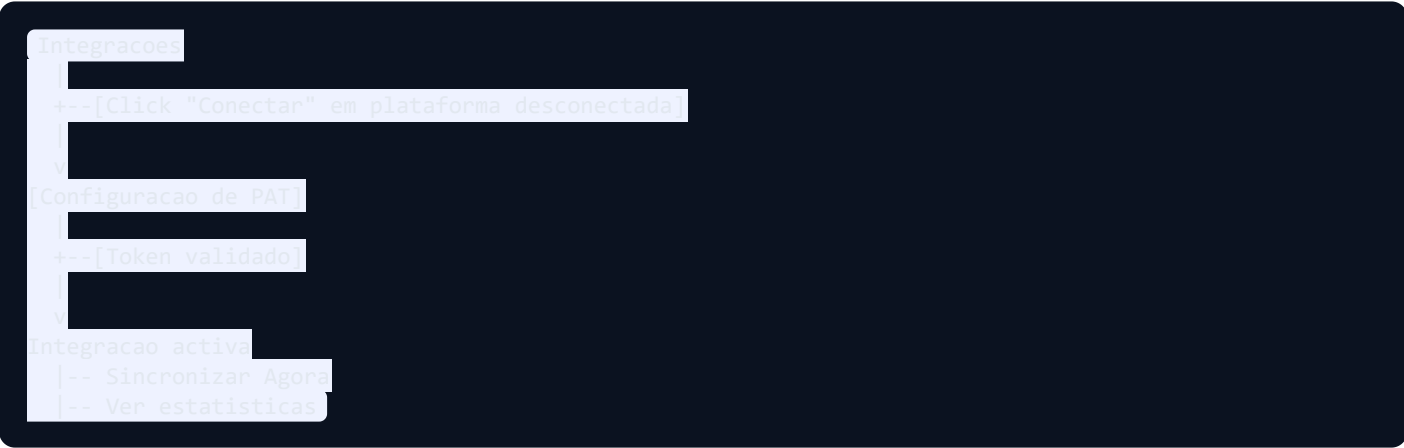 Integracoes
  |
  +--[Click "Conectar" em plataforma desconectada]
  |
  v
[Configuracao de PAT]
  |
  +--[Token validado]
  |
  v
Integracao activa
  |-- Sincronizar Agora
  |-- Ver estatisticas